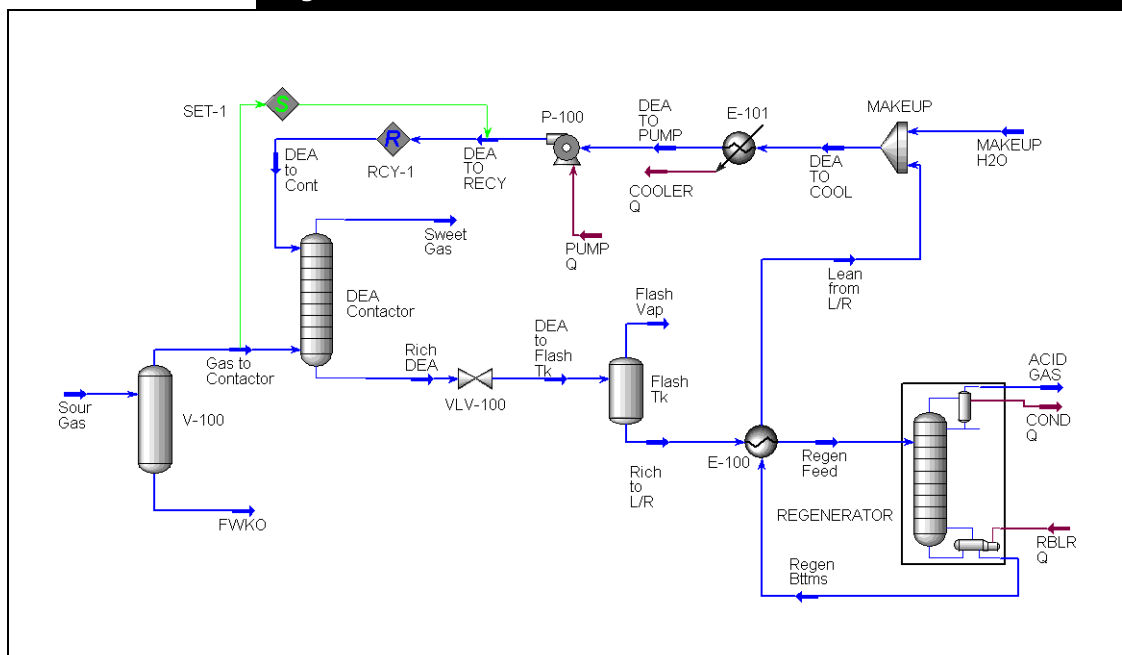 SET-1
S
P-100
DEA
TO
PUMP
E-101
MAKEUP
MAKEUP
H2O
DEA
to
Cont
R
RCY-1
DEA
TO
RECY
COOLER
Q
DEA
TO
COOL
Sweet
Gas
PUMP
Q
DEA
Contactor
Lean
from
L/R
Flash
Vap
Gas to
Contactor
Rich
DEA
DEA
to
Flash
Tk
VLV-100
Flash
Tk
ACID
GAS
COND
Q
Sour
Gas
V-100
E-100
Regen
Feed
Rich
to
L/R
REGENERATOR
FWKO
Regen
Bttms
RBLR
Q